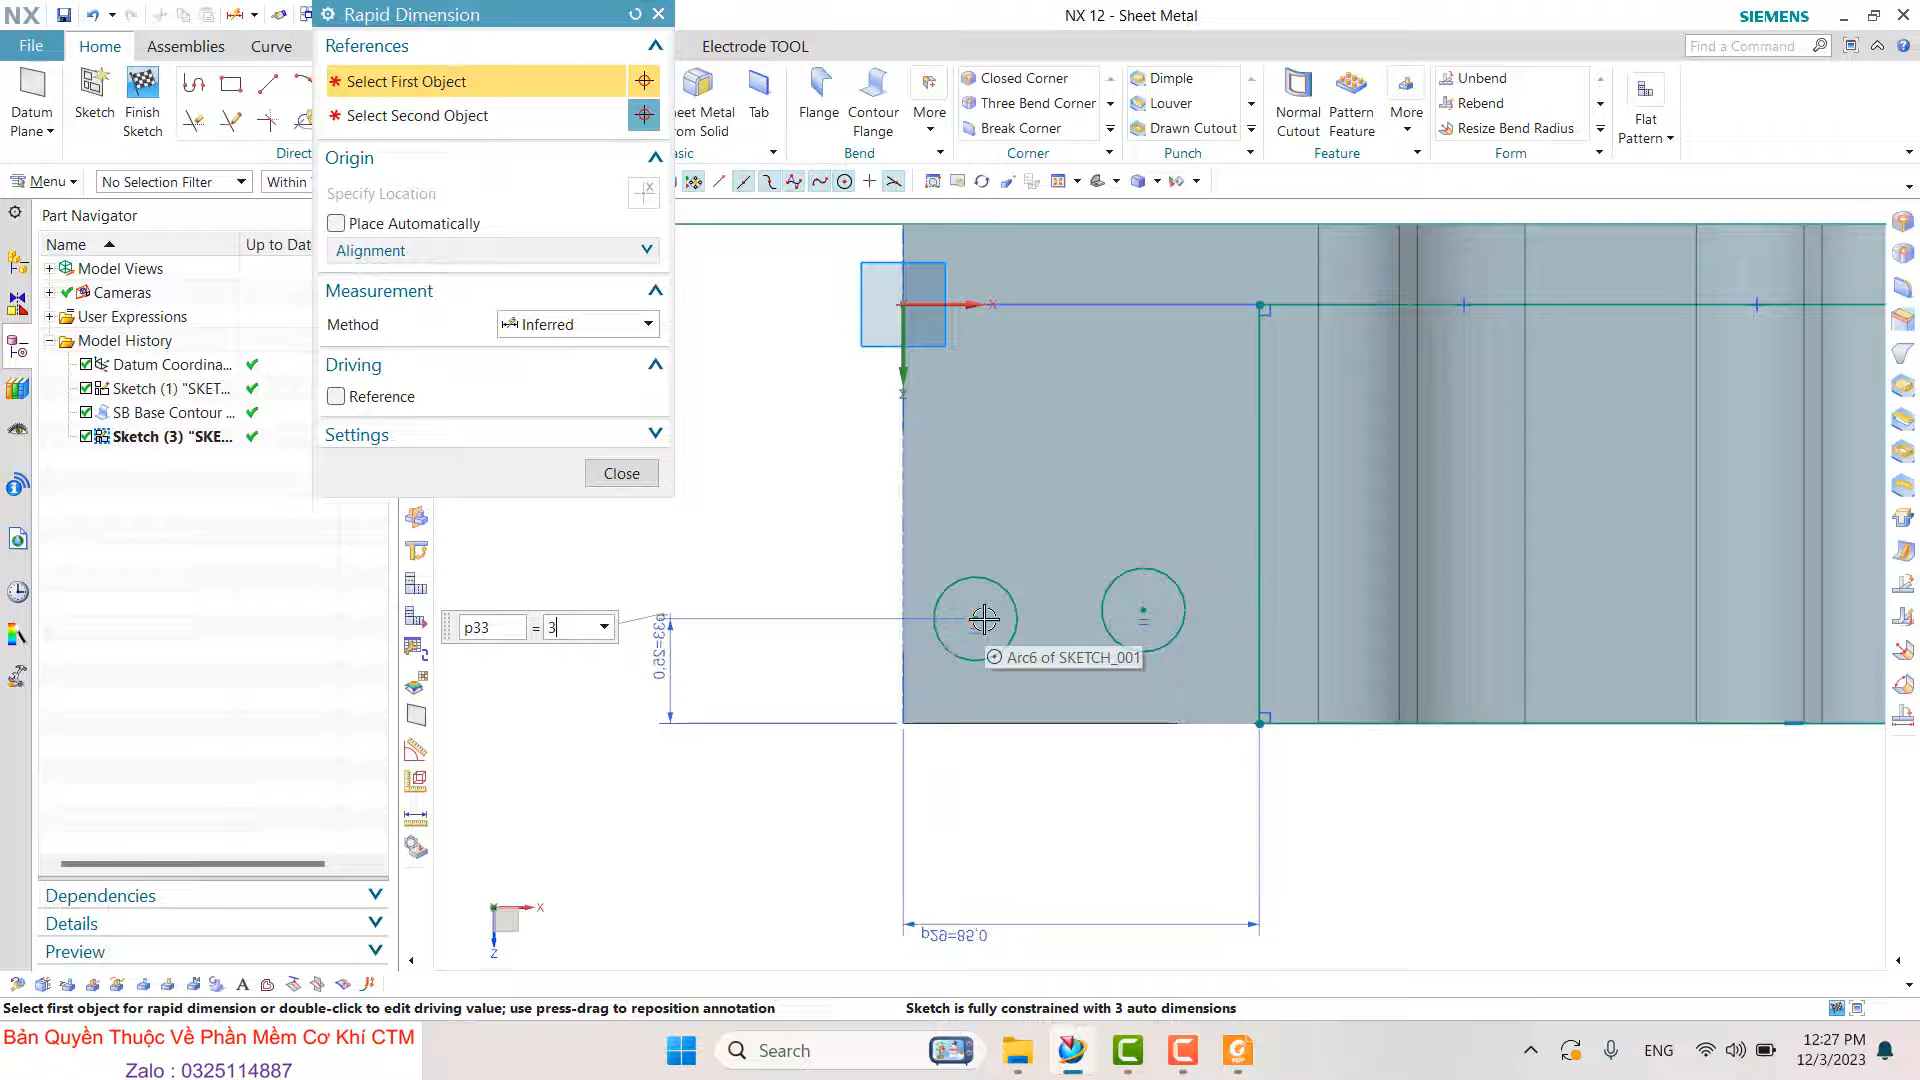 NX
Rapid Dimension
NX 12 - Sheet Metal
SIEMENS
File
Home
Assemblies
Curve
Electrode TOOL
Find a Command
References
Select First Object
Select Second Object
Origin
Specify Location
Place Automatically
Alignment
Measurement
Method
Inferred
Driving
Reference
Settings
Close
Datum
Plane
Sketch
Finish
Sketch
Direct
heet Metal
rom Solid
asic
Tab
Flange
Contour
Flange
More
Bend
Closed Corner
Three Bend Corner
Break Corner
Corner
Dimple
Louver
Drawn Cutout
Punch
Normal
Cutout
Pattern
Feature
More
Feature
Unbend
Rebend
Resize Bend Radius
Form
Flat
Pattern
Menu
No Selection Filter
Within
Part Navigator
Name
Up to Dat
Model Views
Cameras
User Expressions
Model History
Datum Coordina...
Sketch (1) "SKET...
SB Base Contour ...
Sketch (3) "SKE...
X
Z
p33
= 3
p33=25,0
Arc6 of SKETCH_001
p29=85,0
X
Z
Dependencies
Details
Preview
Select first object for rapid dimension or double-click to edit driving value; use press-drag to reposition annotation
Sketch is fully constrained with 3 auto dimensions
Bản Quyền Thuộc Về Phần Mềm Cơ Khí CTM
Zalo : 0325114887
Search
ENG
12:27 PM
12/3/2023